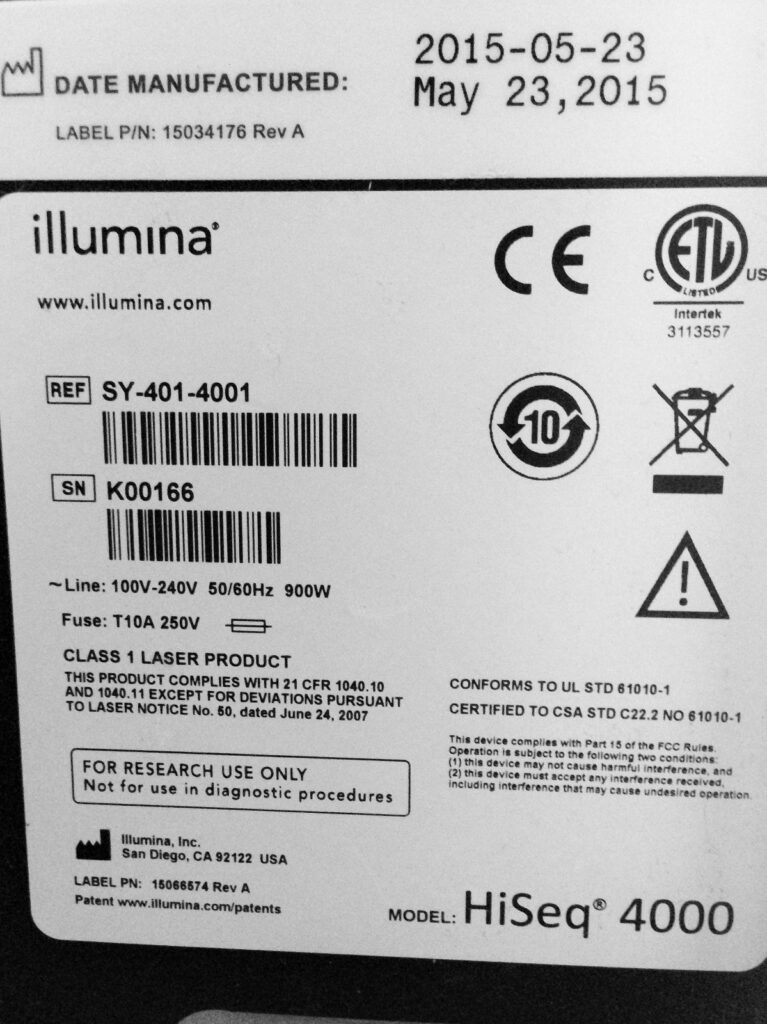 DATE MANUFACTURED:
2015-05-23
May 23,2015
LABEL P/N: 15034176 Rev A
illumina®
www.illumina.com
CE
ETL
C US
LISTED
Intertek
3113557
REF SY-401-4001
10
SN K00166
~Line: 100V-240V 50/60Hz 900W
Fuse: T10A 250V
CLASS 1 LASER PRODUCT
THIS PRODUCT COMPLIES WITH 21 CFR 1040.10
AND 1040.11 EXCEPT FOR DEVIATIONS PURSUANT
TO LASER NOTICE No. 50, dated June 24, 2007
CONFORMS TO UL STD 61010-1
CERTIFIED TO CSA STD C22.2 NO 61010-1
This device complies with Part 15 of the FCC Rules.
Operation is subject to the following two conditions:
(1) this device may not cause harmful interference, and
(2) this device must accept any interference received,
including interference that may cause undesired operation.
FOR RESEARCH USE ONLY
Not for use in diagnostic procedures
Illumina, Inc.
San Diego, CA 92122 USA
LABEL PN: 15066574 Rev A
Patent www.illumina.com/patents
MODEL: HiSeq® 4000